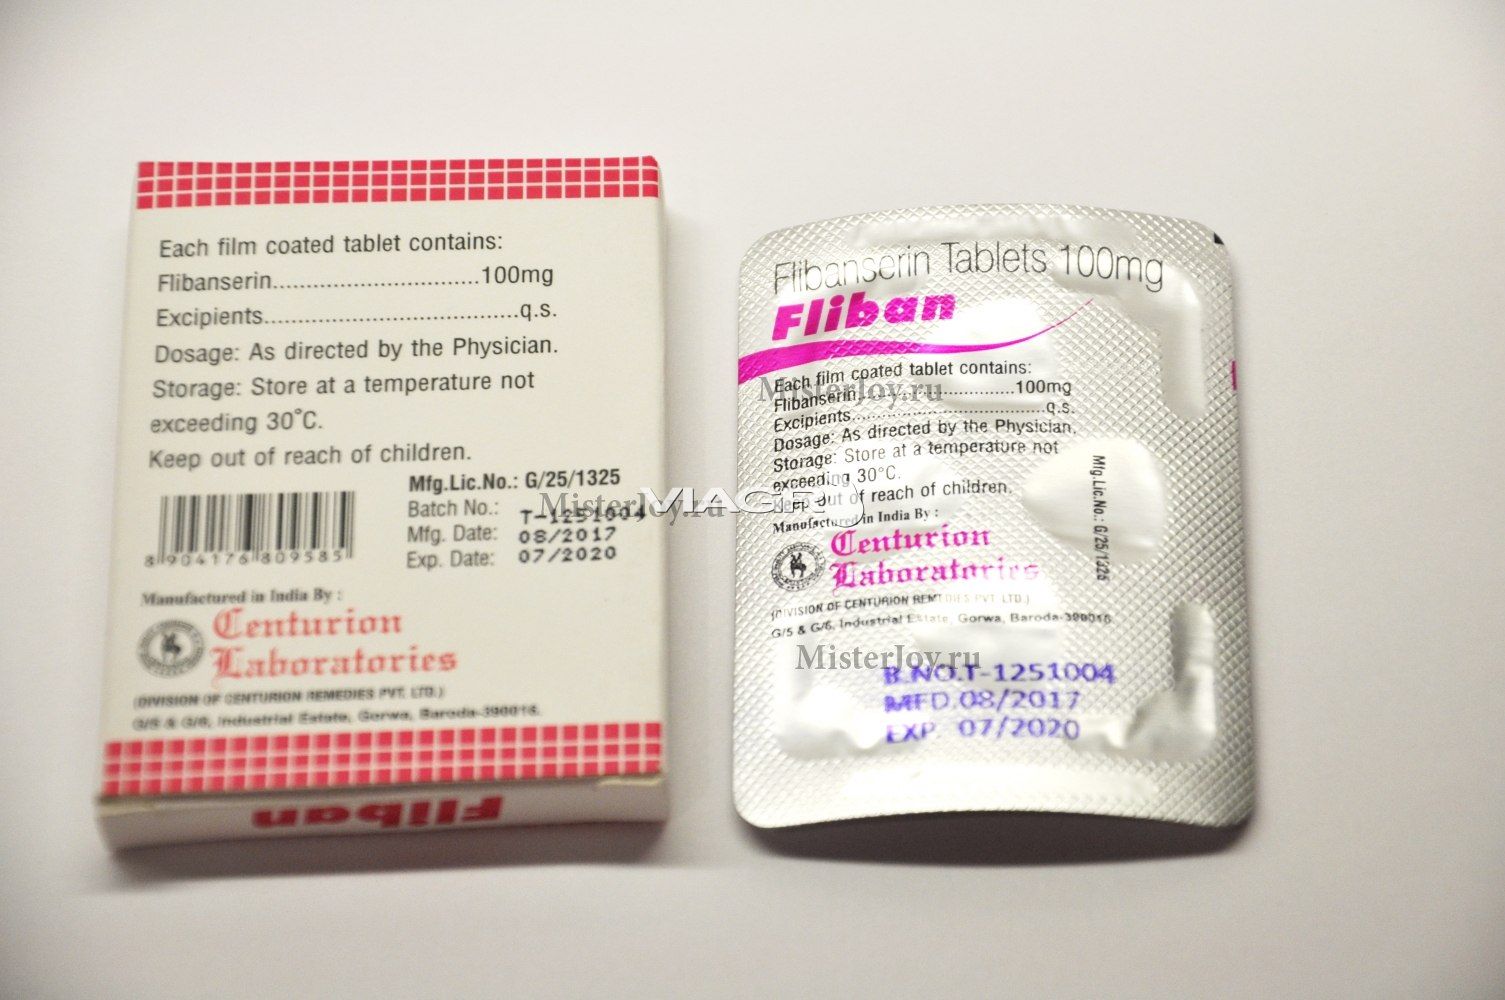 Each film coated tablet contains:
Flibanserin...............................100mg
Excipients......................................q.s.
Dosage: As directed by the Physician.
Storage: Store at a temperature not
exceeding 30°C.
Keep out of reach of children.
Mfg.Lic.No.: G/25/1325
Batch No.: T-1251004
Mfg. Date: 08/2017
Exp. Date: 07/2020
8 904176 809585
Manufactured in India By :
Centurion
Laboratories
(DIVISION OF CENTURION REMEDIES PVT. LTD.)
G/5 & G/6, Industrial Estate, Gorwa, Baroda-390016.
Fliban
Flibanserin Tablets 100mg
Fliban
Each film coated tablet contains:
Flibanserin...............................100mg
Excipients......................................q.s.
Dosage: As directed by the Physician.
Storage: Store at a temperature not
exceeding 30°C.
Keep out of reach of children.
Manufactured in India By :
Centurion
Laboratories
(DIVISION OF CENTURION REMEDIES PVT. LTD.)
G/5 & G/6, Industrial Estate, Gorwa, Baroda-390016.
Mfg.Lic.No.: G/25/1325
B.NO.T-1251004
MFD.08/2017
EXP. 07/2020
MisterJoy.ru
MisterJoy.ru
MisterJoy.ru